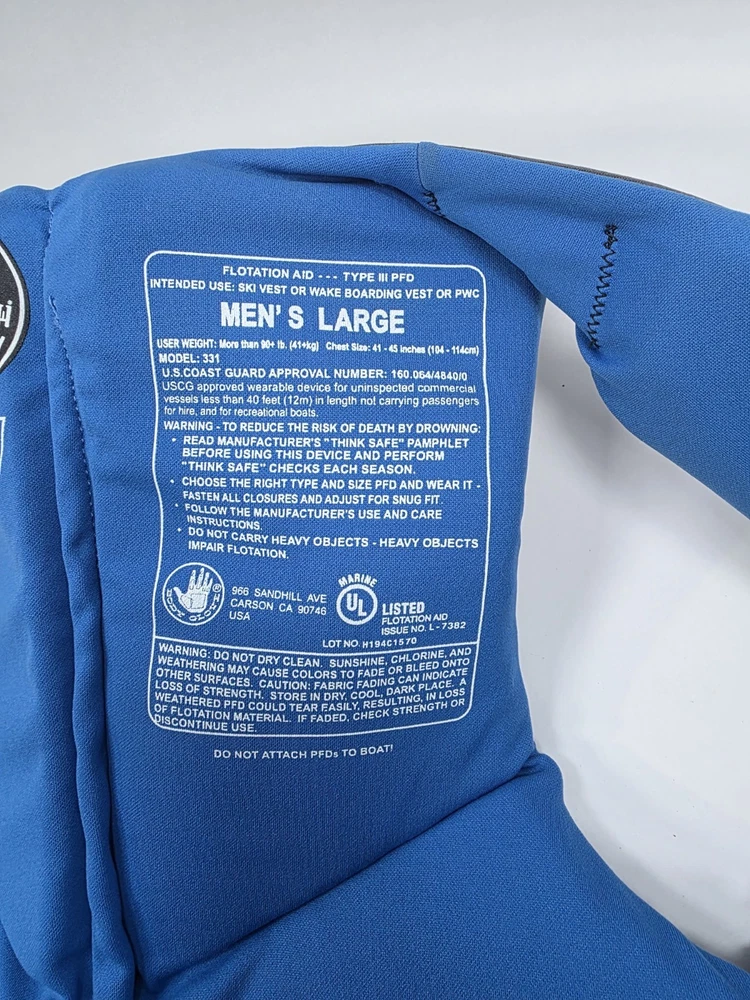 FLOTATION AID --- TYPE III PFD
INTENDED USE: SKI VEST OR WAKE BOARDING VEST OR PWC
MEN'S LARGE
USER WEIGHT: More than 90+ lb. (41+kg) Chest Size: 41 - 45 inches (104 - 114cm)
MODEL: 331
U.S.COAST GUARD APPROVAL NUMBER: 160.064/4640/0
USCG approved wearable device for uninspected commercial
vessels less than 40 feet (12m) in length not carrying passengers
for hire, and for recreational boats.
WARNING - TO REDUCE THE RISK OF DEATH BY DROWNING:
• READ MANUFACTURER'S "THINK SAFE" PAMPHLET
BEFORE USING THIS DEVICE AND PERFORM
"THINK SAFE" CHECKS EACH SEASON.
• CHOOSE THE RIGHT TYPE AND SIZE PFD AND WEAR IT -
FASTEN ALL CLOSURES AND ADJUST FOR SNUG FIT.
• FOLLOW THE MANUFACTURER'S USE AND CARE
INSTRUCTIONS.
• DO NOT CARRY HEAVY OBJECTS - HEAVY OBJECTS
IMPAIR FLOTATION.
BODY GLOVE ®
966 SANDHILL AVE
CARSON CA 90746
USA
MARINE
UL
LISTED
FLOTATION AID
ISSUE NO. L-7382
LOT NO. H194C1570
WARNING: DO NOT DRY CLEAN. SUNSHINE, CHLORINE, AND
WEATHERING MAY CAUSE COLORS TO FADE OR BLEED ONTO
OTHER SURFACES. CAUTION: FABRIC FADING CAN INDICATE
LOSS OF STRENGTH. STORE IN DRY, COOL, DARK PLACE. A
WEATHERED PFD COULD TEAR EASILY, RESULTING, IN LOSS
OF FLOTATION MATERIAL. IF FADED, CHECK STRENGTH OR
DISCONTINUE USE.
DO NOT ATTACH PFDs TO BOAT!